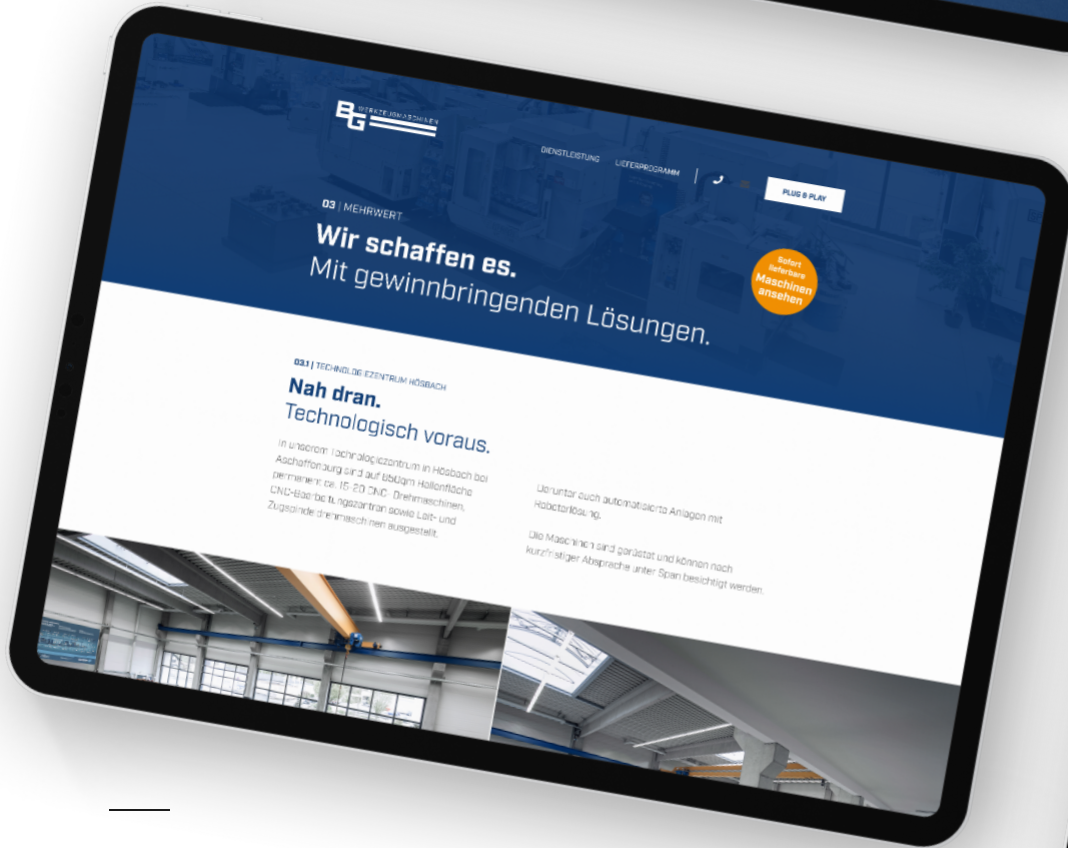 BG WERKZEUGMASCHINEN
DIENSTLEISTUNG
LIEFERPROGRAMM
PLUG & PLAY
03 | MEHRWERT
Wir schaffen es.
Mit gewinnbringenden Lösungen.
Sofort
lieferbare
Maschinen
ansehen
03.1 | TECHNOLOGIEZENTRUM HÖSBACH
Nah dran.
Technologisch voraus.
In unserem Technologiezentrum in Hösbach bei
Aschaffenburg sind auf 650qm Hallenfläche
permanent ca. 15-20 CNC- Drehmaschinen,
CNC-Bearbeitungszentren sowie Leit- und
Zugspindeldrehmaschinen ausgestellt.
Darunter auch automatisierte Anlagen mit
Roboterlösung.
Die Maschinen sind gerüstet und können nach
kurzfristiger Absprache unter Span besichtigt werden.